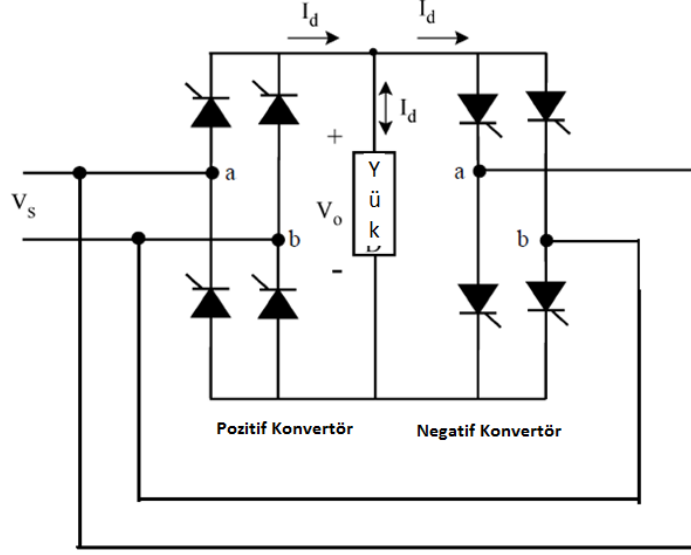 I_d I_d
I_d
a
+
Y
ü
k
a
V_s
V_o
b
b
-
Pozitif Konvertör Negatif Konvertör